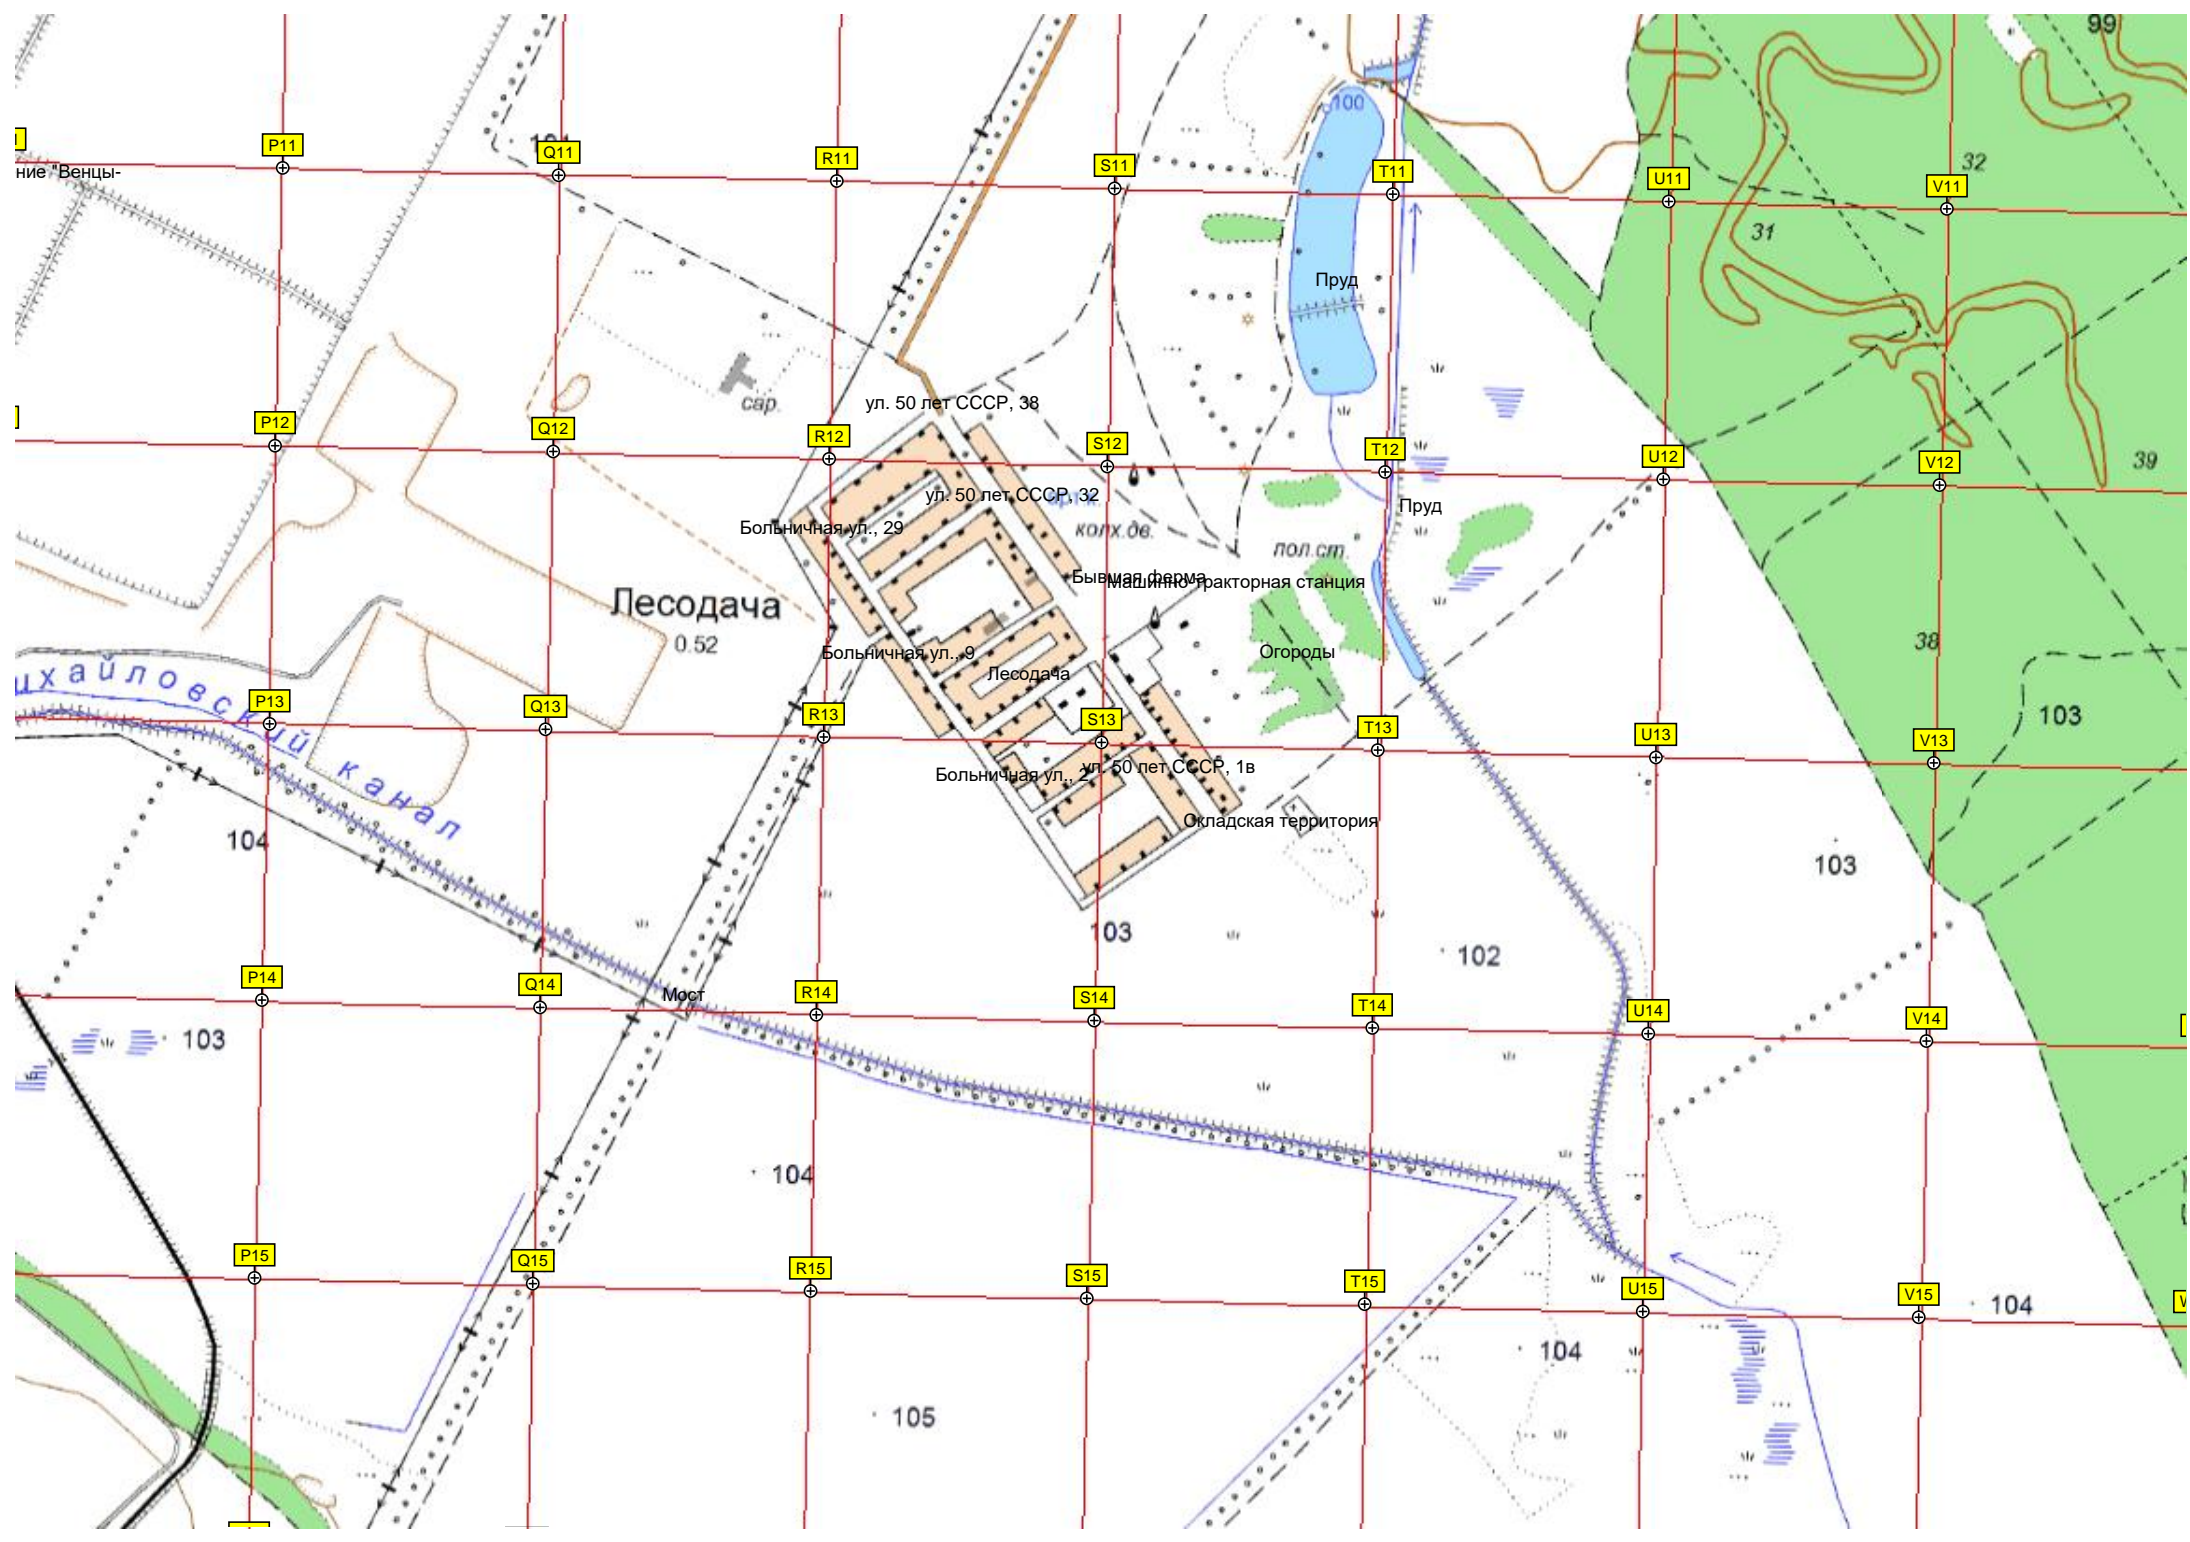 99
100
101
P11
Q11
R11
S11
T11
U11
V11
32
ние "Венцы-
31
Пруд
сар.
ул. 50 лет СССР, 38
P12
Q12
R12
S12
T12
U12
V12
39
ул. 50 лет СССР, 32
Пруд
Больничная ул., 29
колх.дв.
пол.ст.
Бывшая ферма
Машинно-тракторная станция
Лесодача
0.52
38
Больничная ул., 9
Огороды
Лесодача
ихайловский канал
P13
Q13
R13
S13
T13
U13
V13
103
Больничная ул., 2
ул. 50 лет СССР, 1в
Складская территория
104
103
103
102
P14
Q14
R14
S14
T14
U14
V14
Мост
103
104
P15
Q15
R15
S15
T15
U15
V15
104
104
105